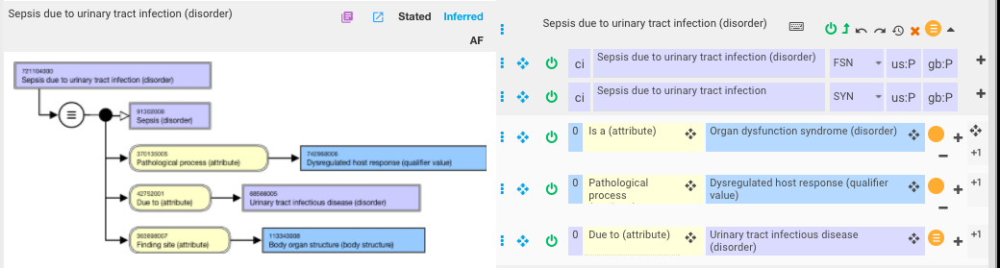 Sepsis due to urinary tract infection (disorder)
Stated
Inferred
AF
721104000
Sepsis due to urinary tract infection (disorder)
91302008
Sepsis (disorder)
370135005
Pathological process (attribute)
Dysregulated host response (qualifier value)
42752001
Due to (attribute)
68566005
Urinary tract infectious disease (disorder)
363698007
Finding site (attribute)
Body organ structure (body structure)
Sepsis due to urinary tract infection (disorder)
ci
Sepsis due to urinary tract infection (disorder)
FSN
us:P
gb:P
ci
Sepsis due to urinary tract infection
SYN
us:P
gb:P
0
Is a (attribute)
Organ dysfunction syndrome (disorder)
+1
0
Pathological
process
Dysregulated host response (qualifier
value)
+1
0
Due to (attribute)
Urinary tract infectious disease
(disorder)
+1